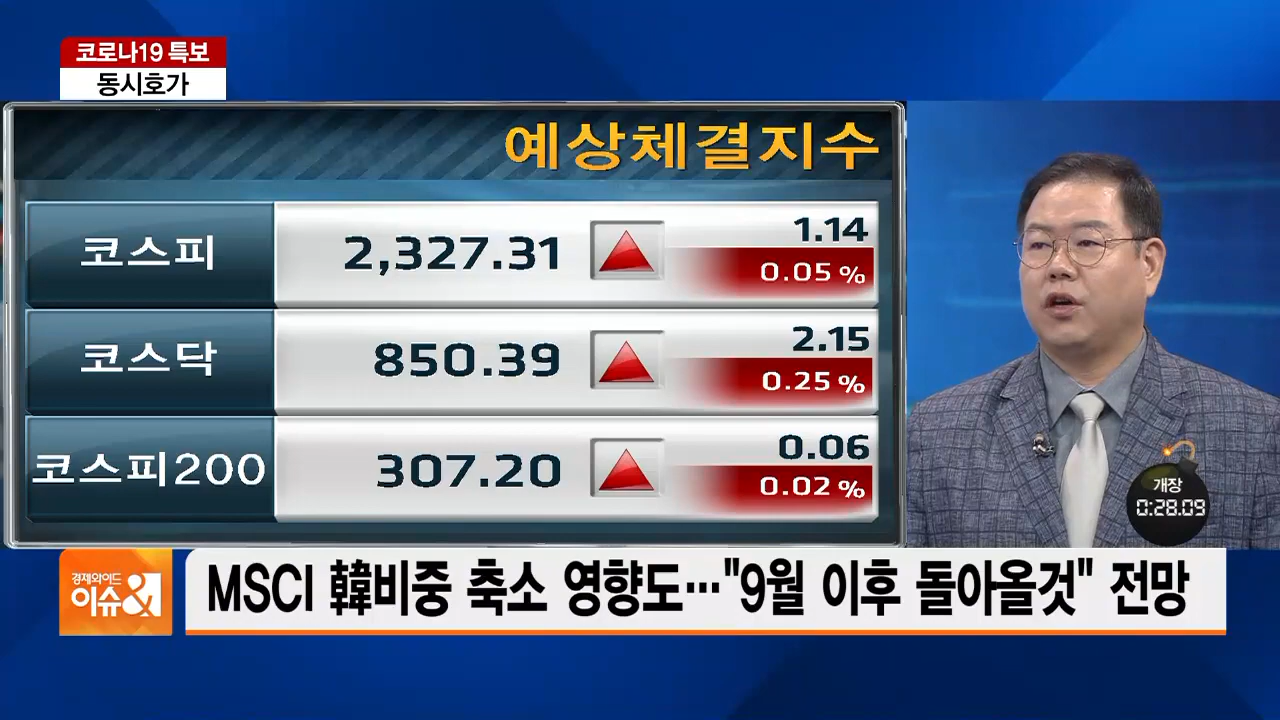 코로나19 특보
동시호가
예상체결지수
코스피 2,327.31 ▲ 1.14
0.05 %
코스닥 850.39 ▲ 2.15
0.25 %
코스피200 307.20 ▲ 0.06
0.02 %
개장
0:28.09
경제와이드
이슈&
MSCI 韓비중 축소 영향도…"9월 이후 돌아올것" 전망